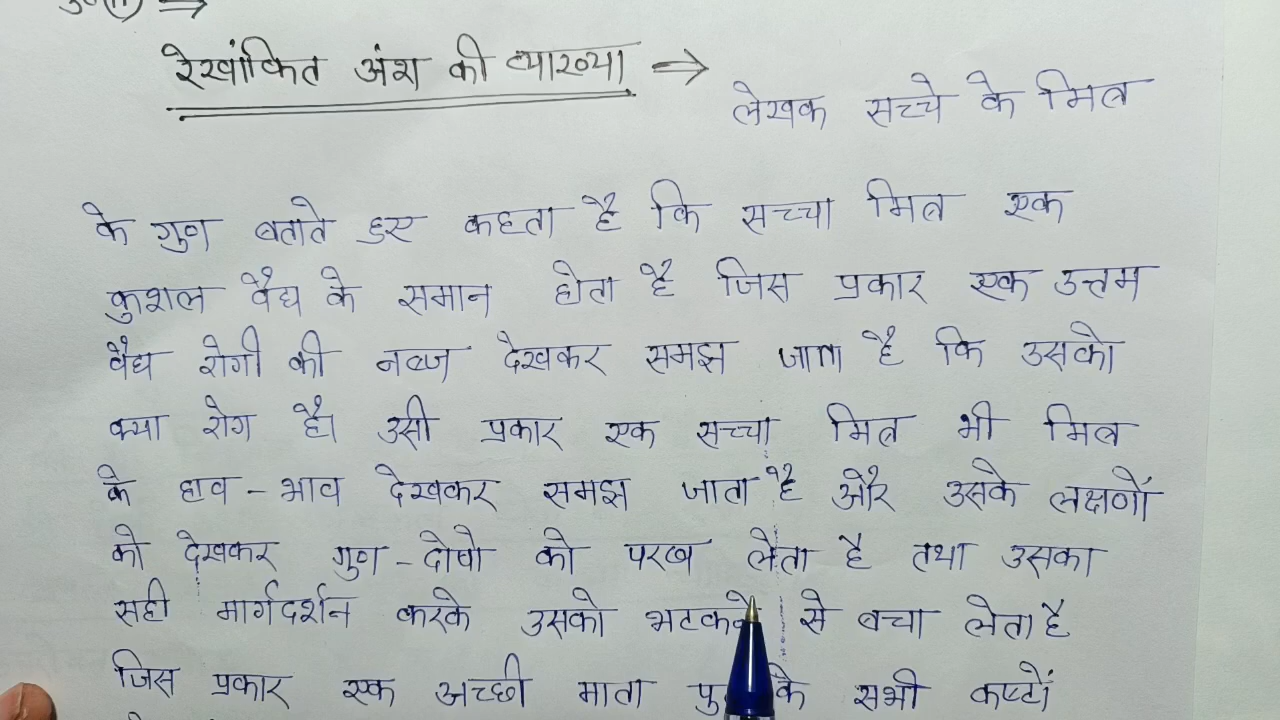 रेखांकित अंश की व्याख्या ⇒
लेखक सच्चे के मित्र
के गुण बताते हुए कहता है कि सच्चा मित्र एक
कुशल वैद्य के समान होता है जिस प्रकार एक उत्तम
वैद्य रोगी की नब्ज देखकर समझ जाता है कि उसको
क्या रोग है। उसी प्रकार एक सच्चा मित्र भी मित्र
के हाव-भाव देखकर समझ जाता है और उसके लक्षणों
को देखकर गुण-दोषो को परख लेता है तथा उसका
सही मार्गदर्शन करके उसको भटकने से बचा लेता है
जिस प्रकार एक अच्छी माता के सभी कष्टों